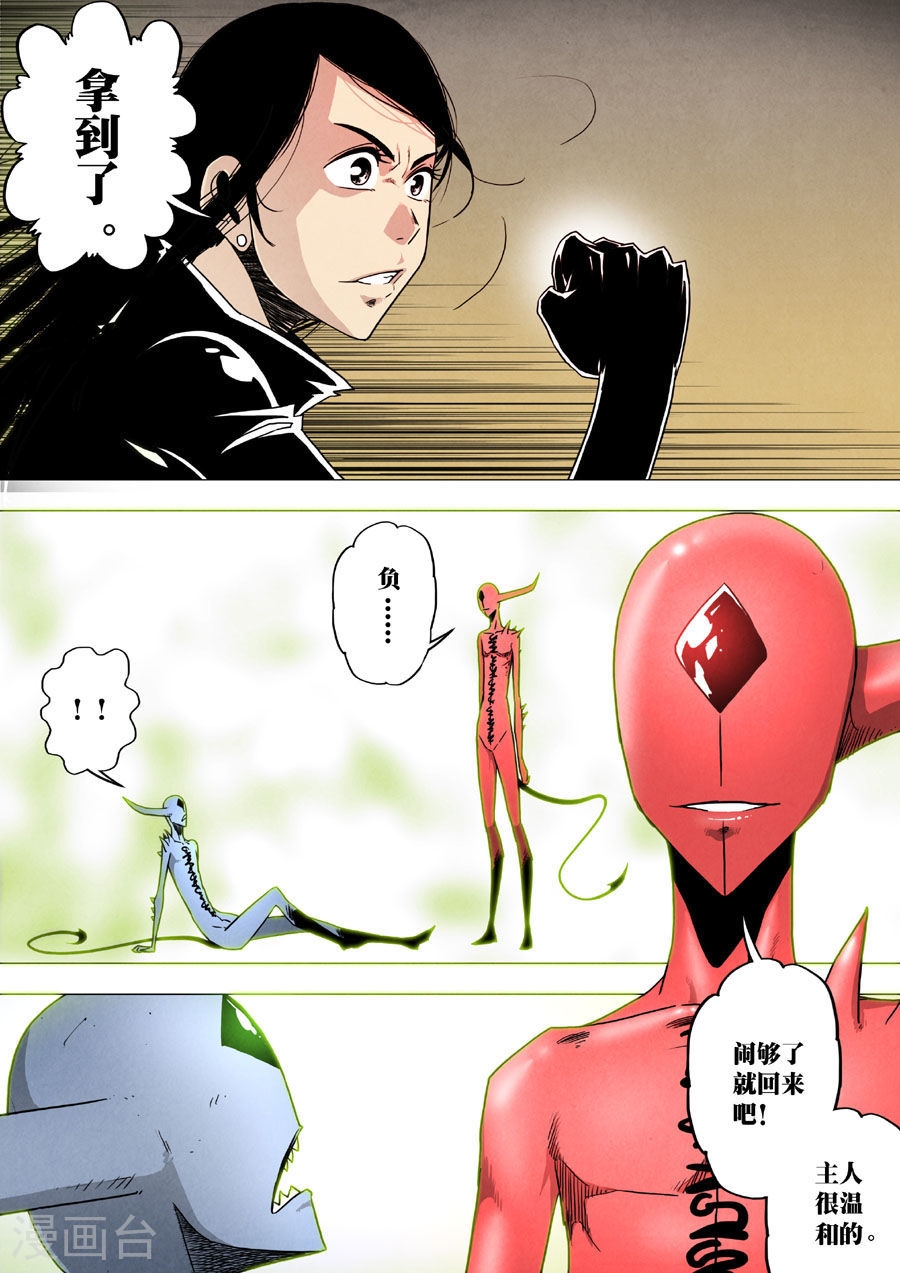 拿到了。
负……
！！
闹够了
就回来
吧！
主人
很温
和的。
漫画台